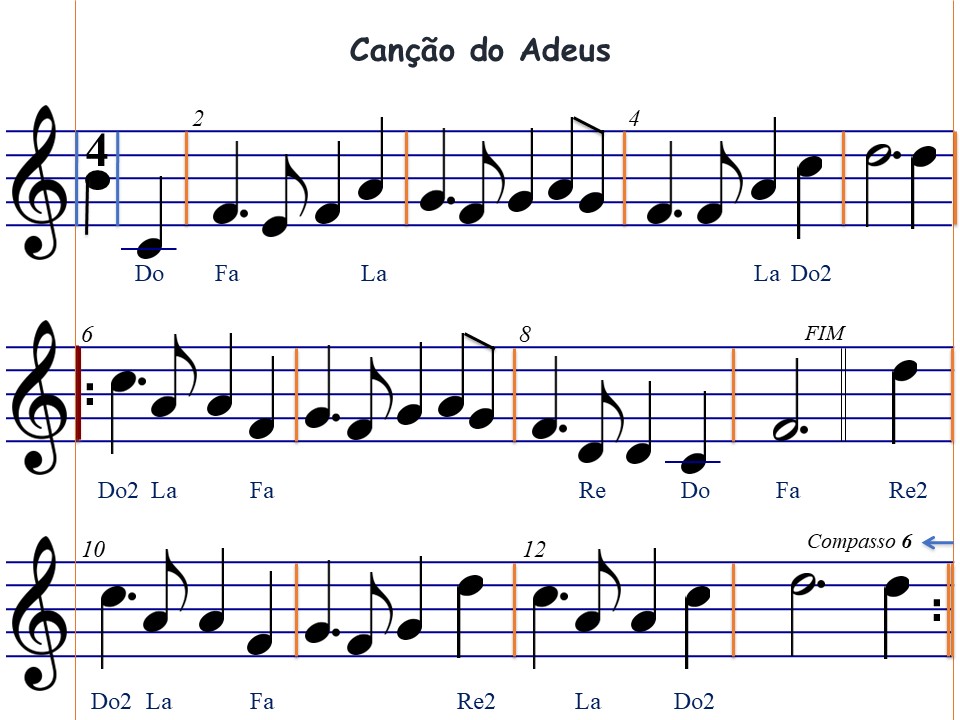 Canção do Adeus
2 4
4
Do Fa La La Do2
6 8 FIM
Do2 La Fa Re Do Fa Re2
10 12 Compasso 6
Do2 La Fa Re2 La Do2